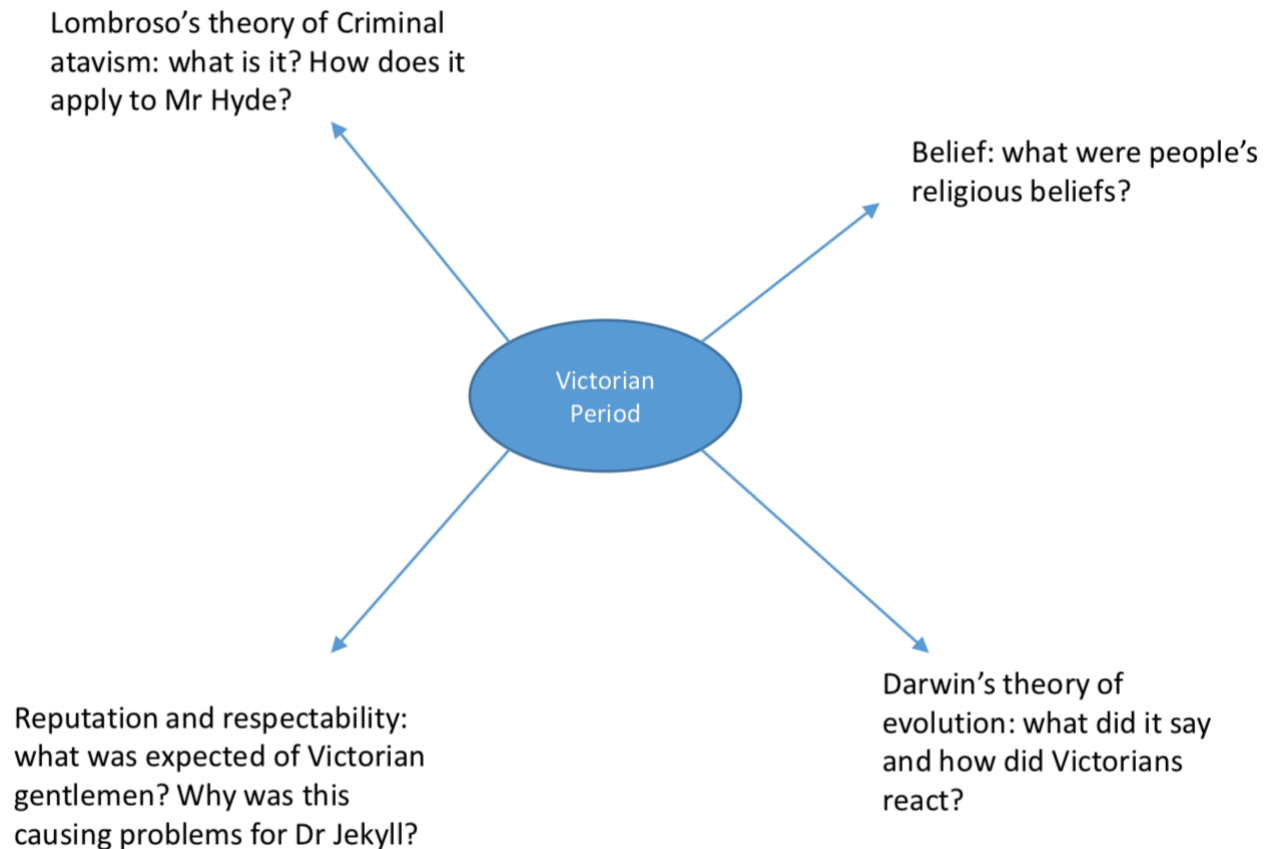 Lombroso’s theory of Criminal
atavism: what is it? How does it
apply to Mr Hyde?
Belief: what were people’s
religious beliefs?
Victorian
Period
Reputation and respectability:
what was expected of Victorian
gentlemen? Why was this
causing problems for Dr Jekyll?
Darwin’s theory of
evolution: what did it say
and how did Victorians
react?